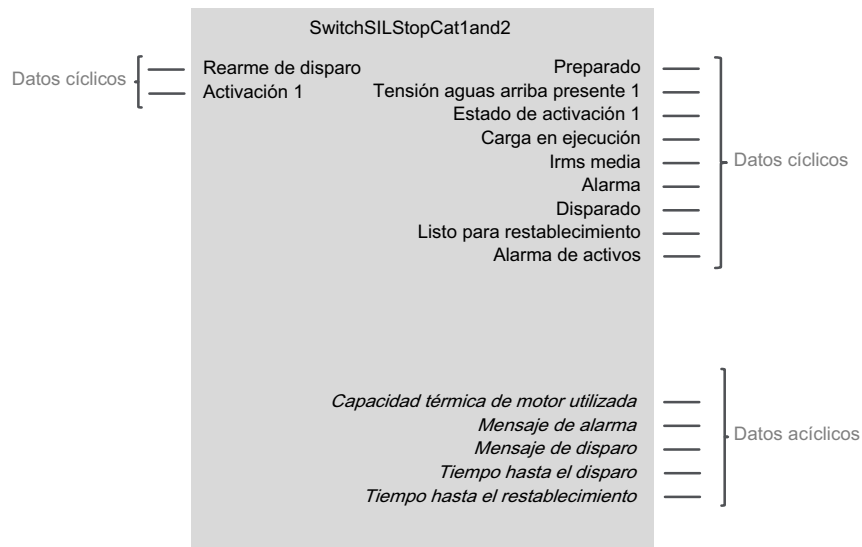 SwitchSILStopCat1and2
Datos cíclicos
Rearme de disparo
Activación 1
Preparado
Tensión aguas arriba presente 1
Estado de activación 1
Carga en ejecución
Irms media
Alarma
Disparado
Listo para restablecimiento
Alarma de activos
Datos cíclicos
Capacidad térmica de motor utilizada
Mensaje de alarma
Mensaje de disparo
Tiempo hasta el disparo
Tiempo hasta el restablecimiento
Datos acíclicos